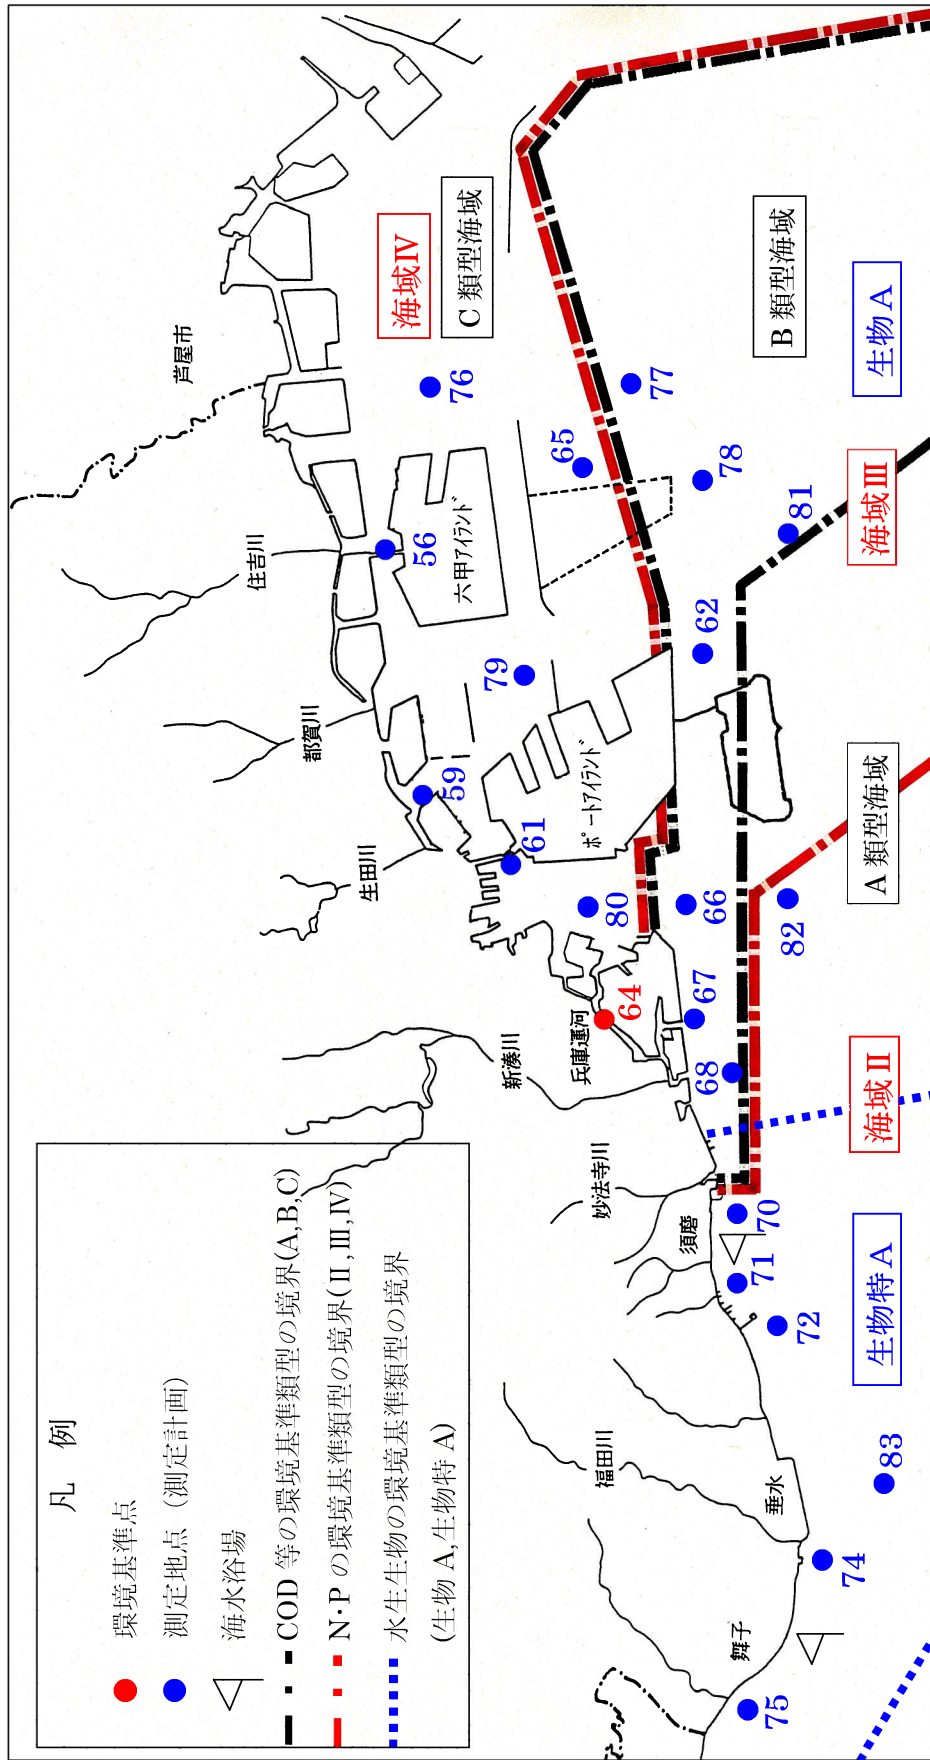 凡 例
環境基準点
測定地点 (測定計画)
海水浴場
COD 等の環境基準類型の境界(A,B,C)
N・P の環境基準類型の境界(II,III,IV)
水生生物の環境基準類型の境界
(生物 A,生物特 A)
芦屋市
海域IV
C 類型海域
B 類型海域
生物 A
海域III
A 類型海域
海域 II
生物特 A
住吉川
都賀川
生田川
新湊川
兵庫運河
妙法寺川
須磨
福田川
垂水
舞子
六甲アイランド
ポートアイランド
76
77
65
78
56
81
62
79
59
61
80
66
82
64
67
68
70
71
72
83
74
75